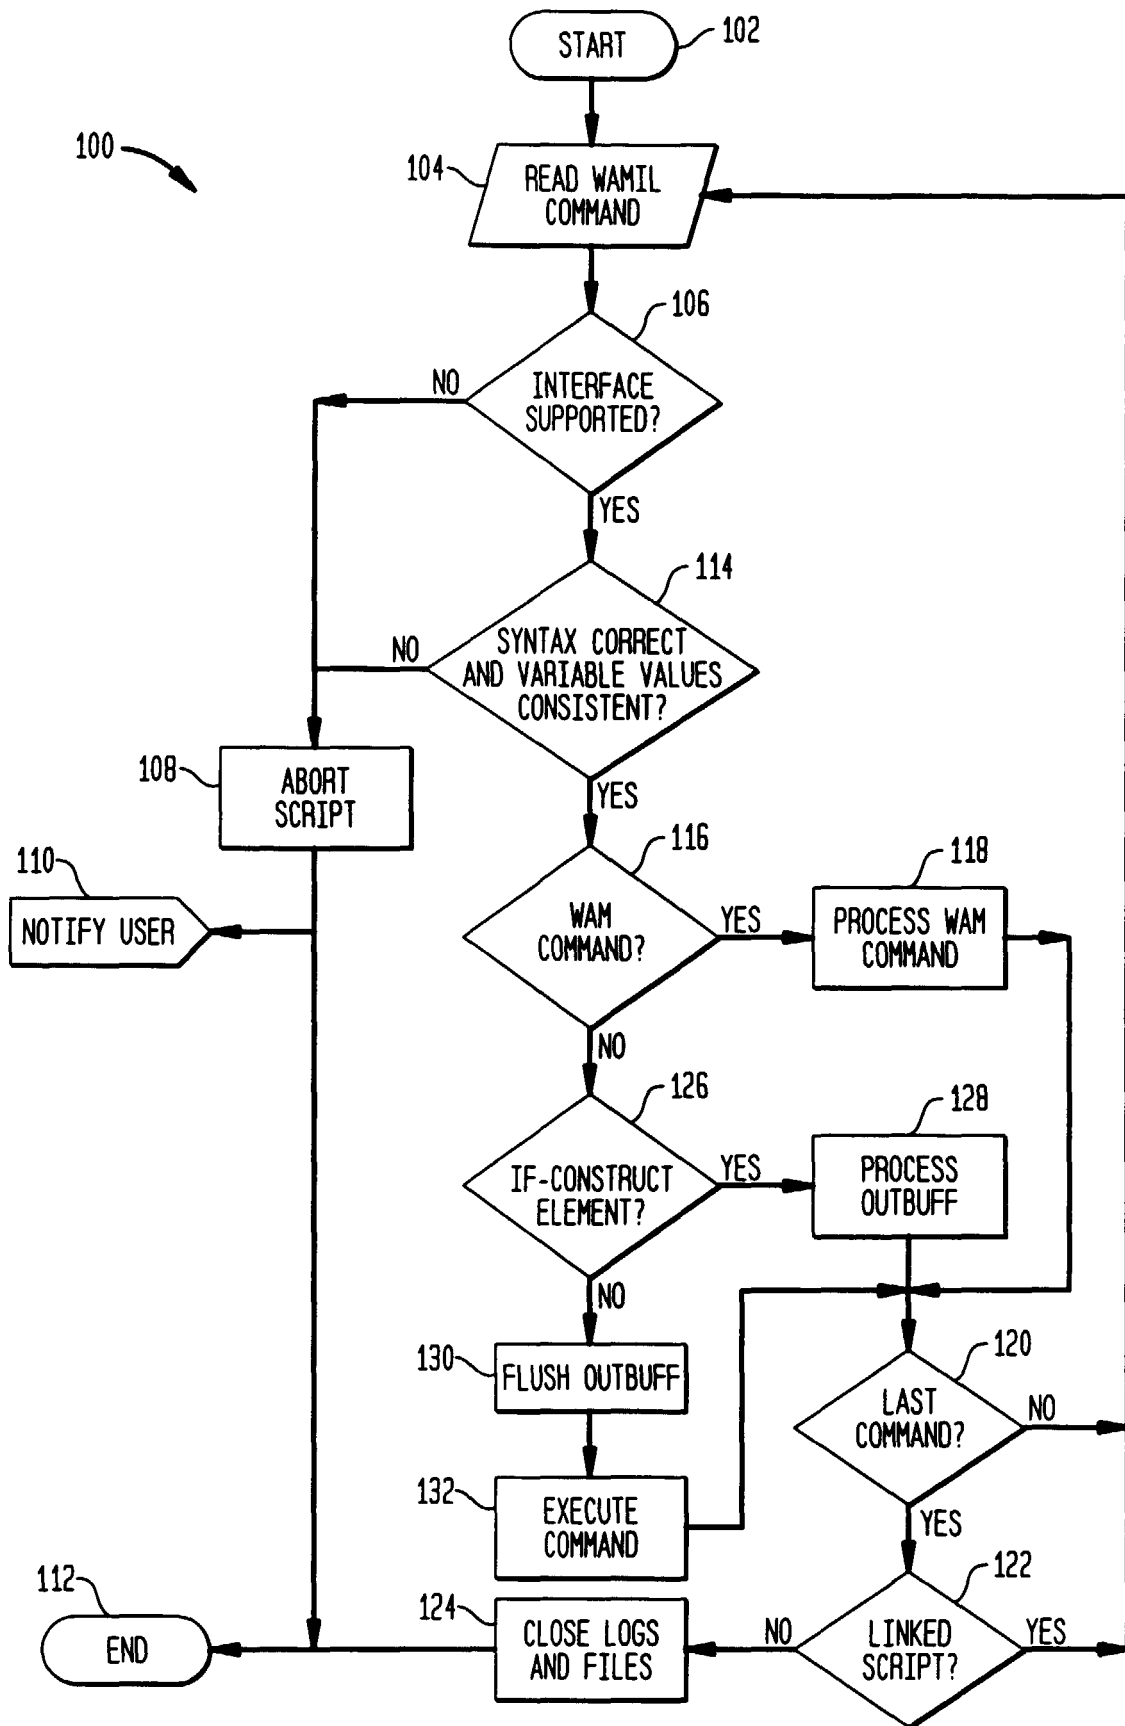 START
102
100
104
READ WAMIL
COMMAND
106
NO
INTERFACE
SUPPORTED?
YES
114
NO
SYNTAX CORRECT
AND VARIABLE VALUES
CONSISTENT?
108
ABORT
SCRIPT
YES
116
110
NOTIFY USER
118
WAM
COMMAND?
YES
PROCESS WAM
COMMAND
NO
126
128
IF-CONSTRUCT
ELEMENT?
YES
PROCESS
OUTBUFF
NO
130
FLUSH OUTBUFF
120
LAST
COMMAND?
NO
132
EXECUTE
COMMAND
YES
112
END
124
CLOSE LOGS
AND FILES
NO
122
LINKED
SCRIPT?
YES